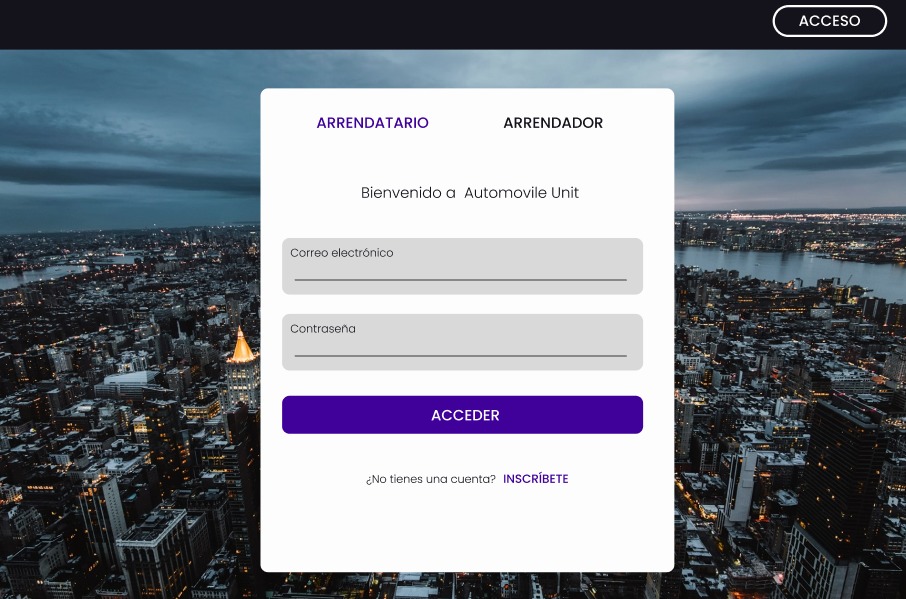 ACCESO
ARRENDATARIO ARRENDADOR
Bienvenido a Automovile Unit
Correo electrónico
Contraseña
ACCEDER
¿No tienes una cuenta? INSCRÍBETE